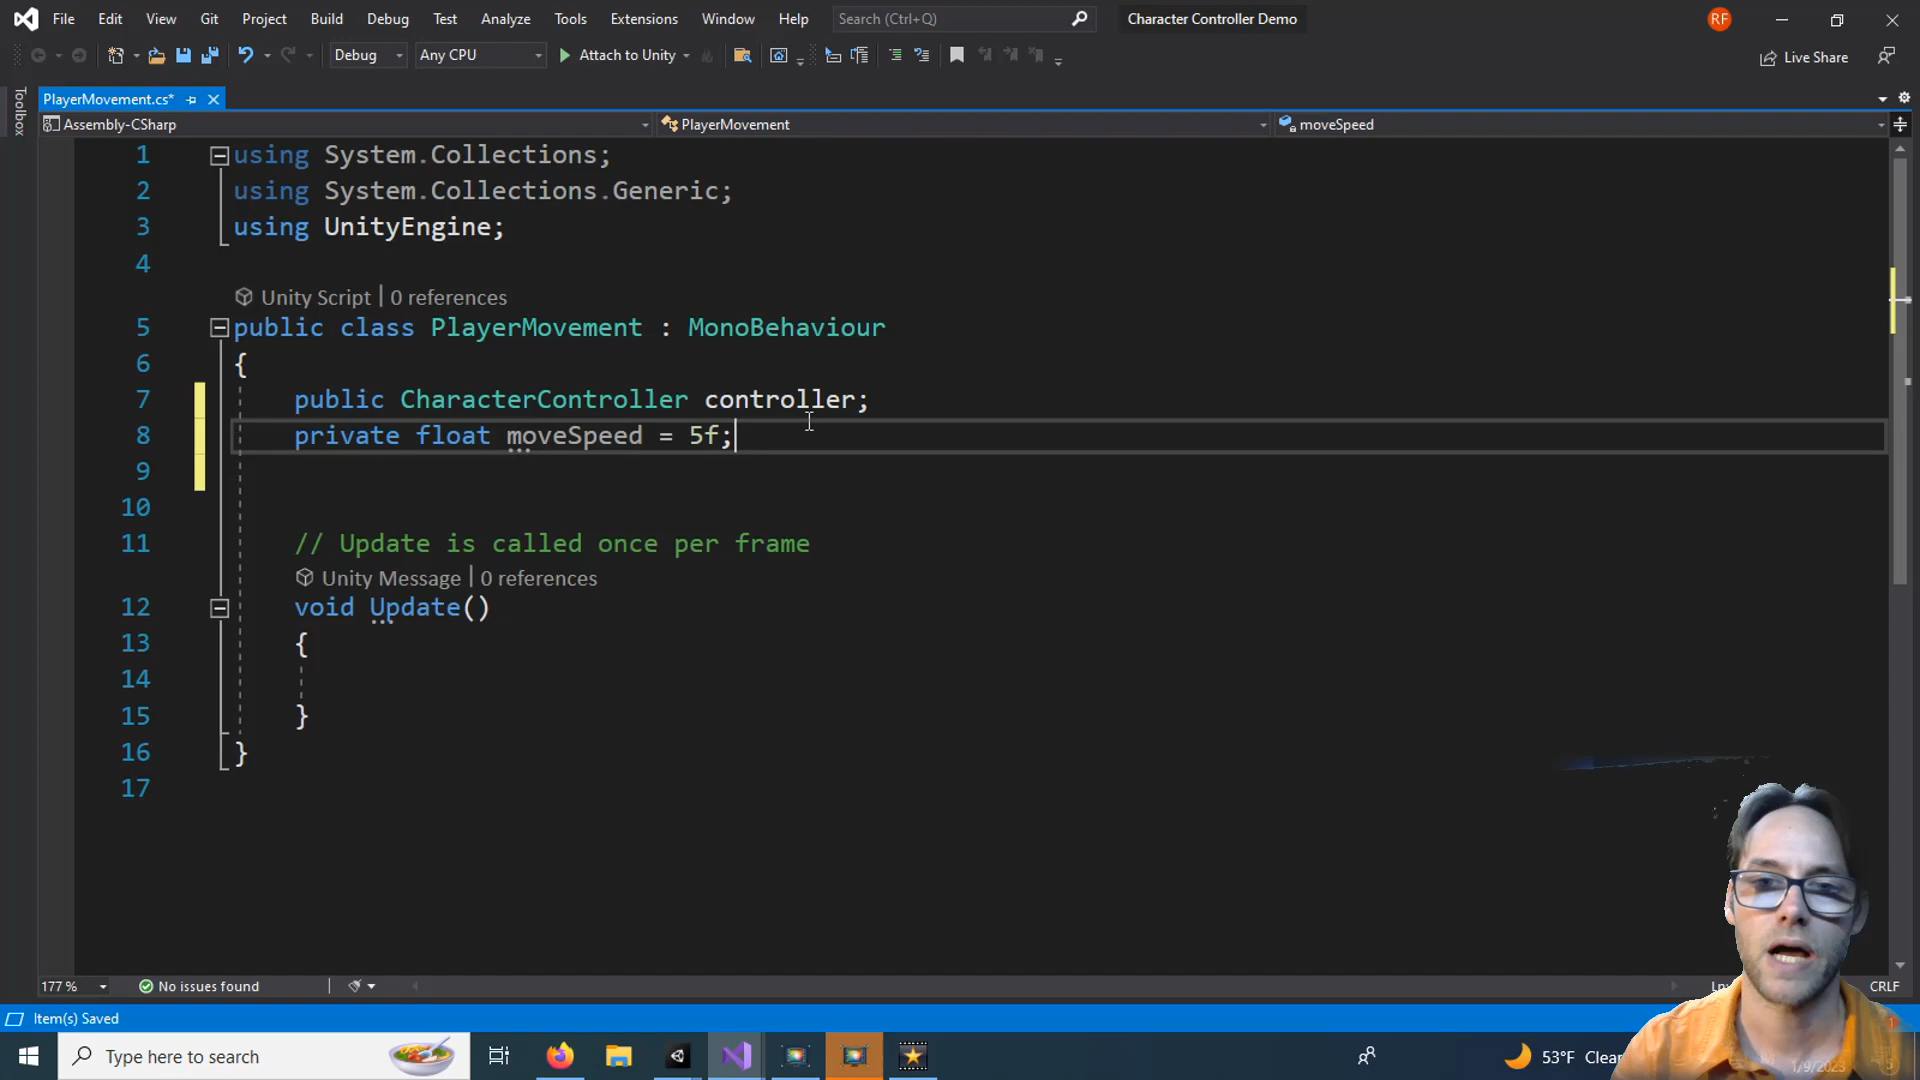 File Edit View Git Project Build Debug Test Analyze Tools Extensions Window Help Search (Ctrl+Q) Character Controller Demo RF
Debug Any CPU Attach to Unity Live Share
Toolbox
PlayerMovement.cs*
Assembly-CSharp PlayerMovement moveSpeed
1 using System.Collections;
2 using System.Collections.Generic;
3 using UnityEngine;
4
Unity Script | 0 references
5 public class PlayerMovement : MonoBehaviour
6 {
7 public CharacterController controller;
8 private float moveSpeed = 5f;
9
10
11 // Update is called once per frame
Unity Message | 0 references
12 void Update()
13 {
14
15 }
16 }
17
177 % No issues found CRLF
Item(s) Saved
Type here to search 53°F
1/9/2023